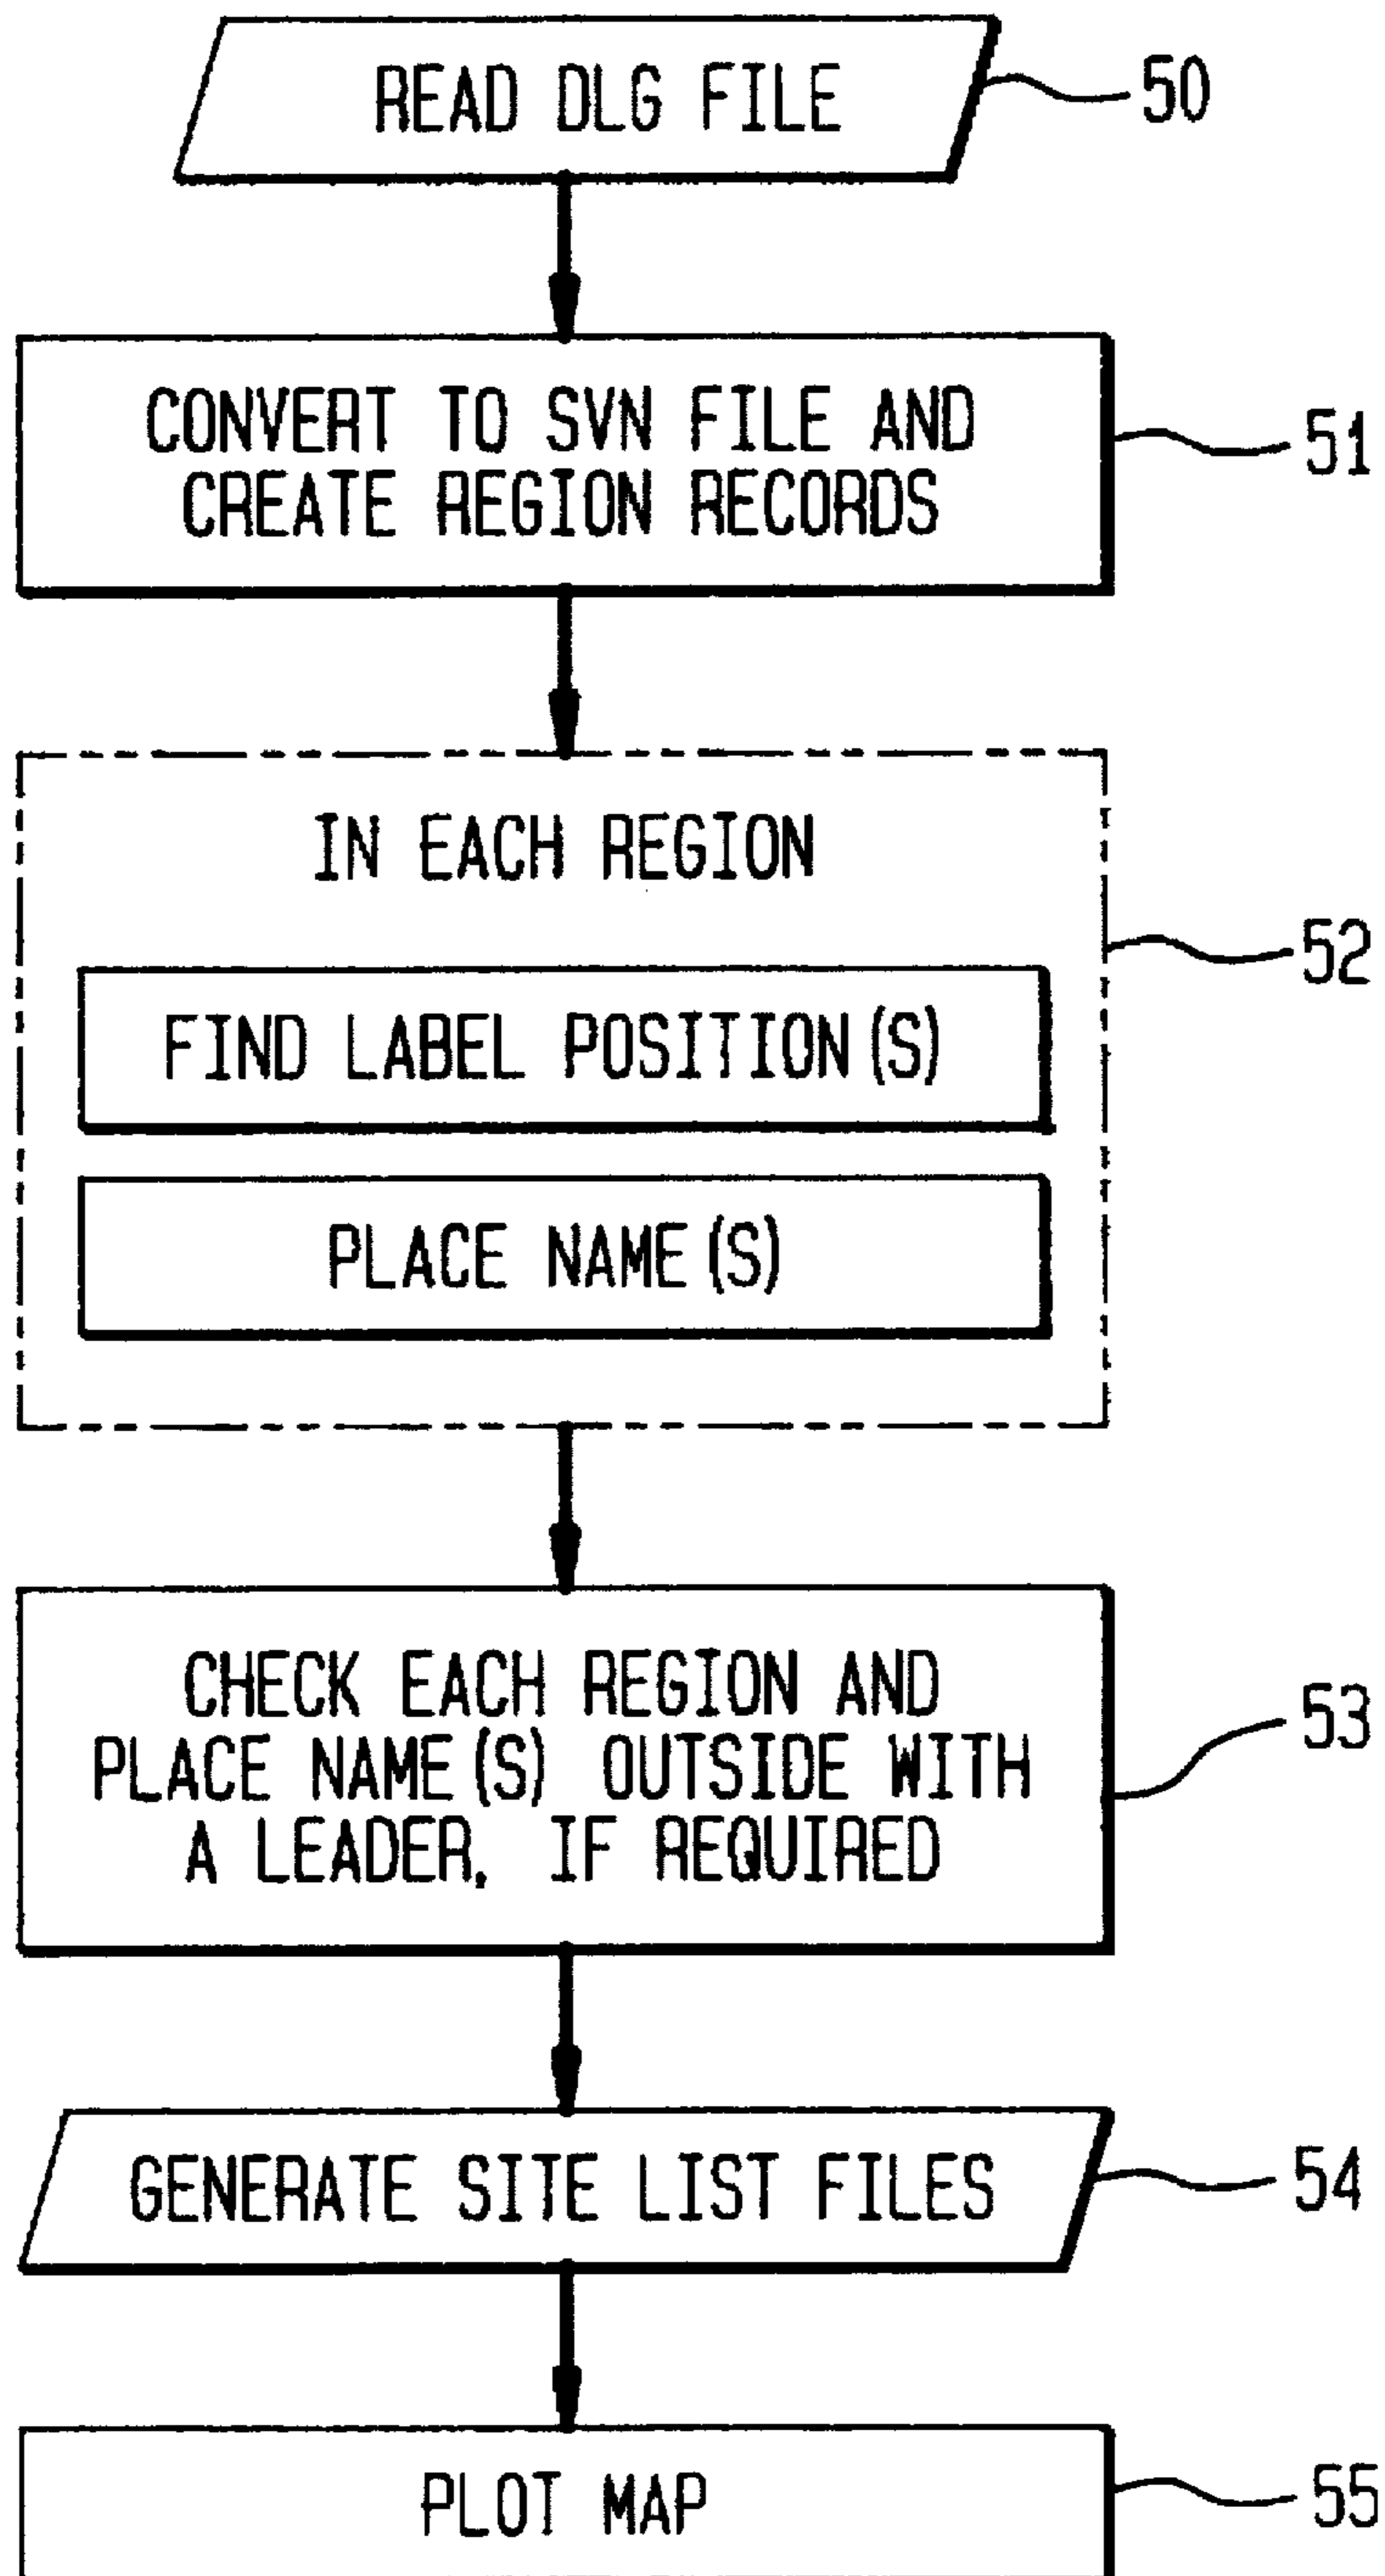 READ DLG FILE
50
CONVERT TO SVN FILE AND
CREATE REGION RECORDS
51
IN EACH REGION
52
FIND LABEL POSITION(S)
PLACE NAME(S)
CHECK EACH REGION AND
PLACE NAME(S) OUTSIDE WITH
A LEADER, IF REQUIRED
53
GENERATE SITE LIST FILES
54
PLOT MAP
55